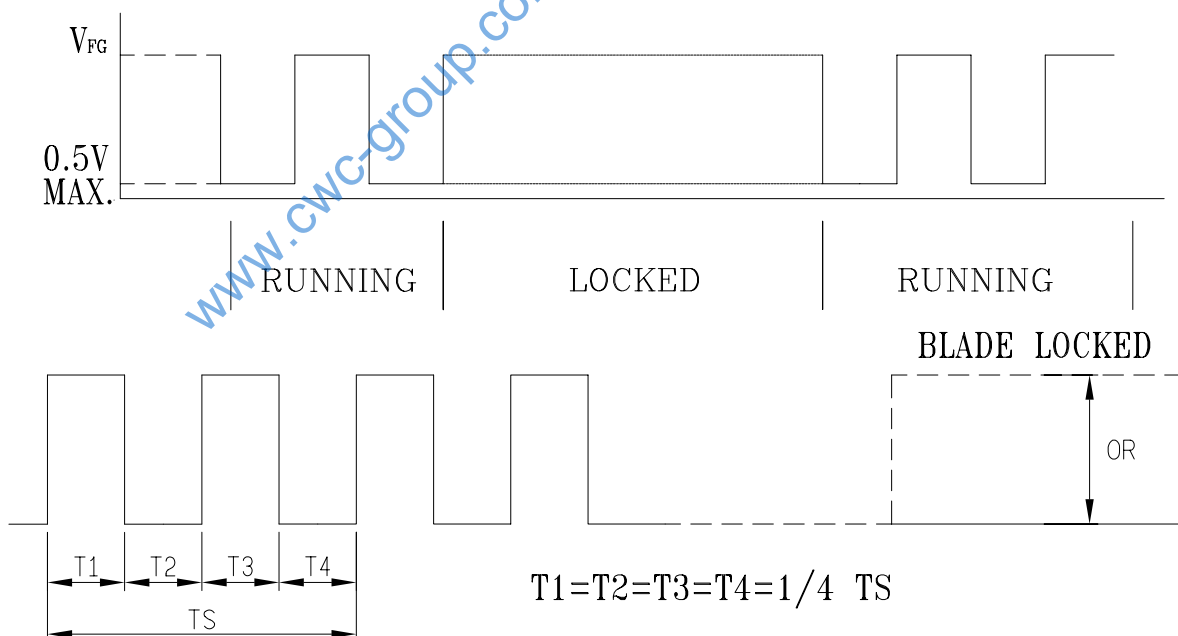 VFG
0.5V
MAX.
www.cwc-group.co
RUNNING LOCKED RUNNING
BLADE LOCKED
OR
T1 T2 T3 T4
T1=T2=T3=T4=1/4 TS
TS